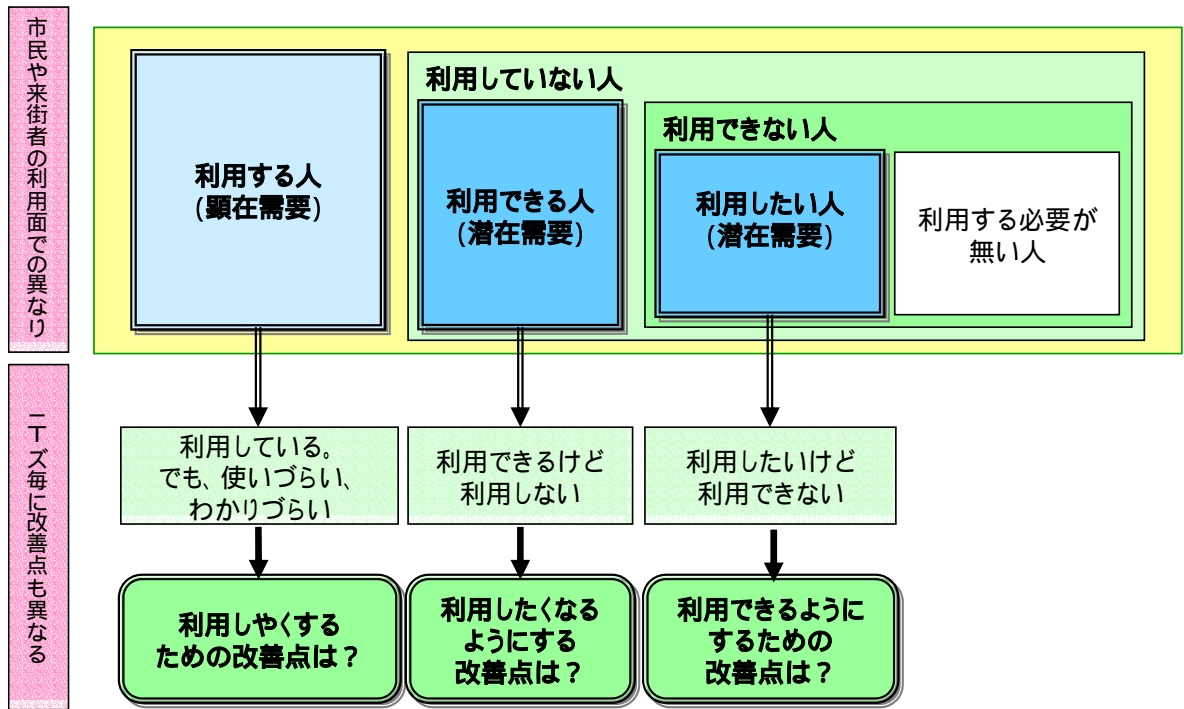 市民や来街者の利用面での異なり
利用する人
(顕在需要)
利用していない人
利用できる人
(潜在需要)
利用できない人
利用したい人
(潜在需要)
利用する必要が
無い人
ニーズ毎に改善点も異なる
利用している。
でも、使いづらい、
わかりづらい
利用できるけど
利用しない
利用したいけど
利用できない
利用しやくする
ための改善点は？
利用したくなる
ようにする
改善点は？
利用できるように
するための
改善点は？